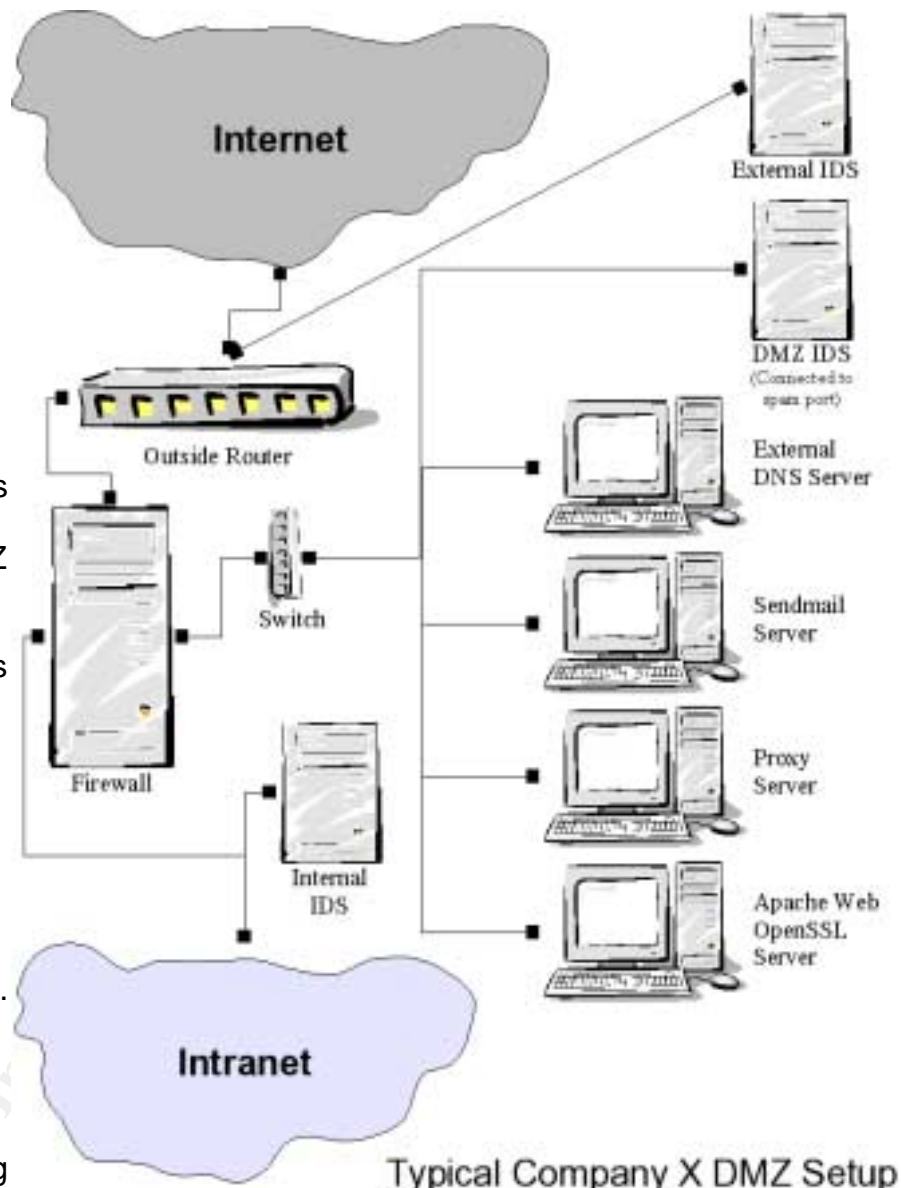 Internet
External IDS
DMZ IDS
(Connected to
span port)
Outside Router
External
DNS Server
s
Z
Switch
Sendmail
Server
s
Firewall
Proxy
Server
Internal
IDS
Apache Web
OpenSSL
Server
.
Intranet
g
Typical Company X DMZ Setup